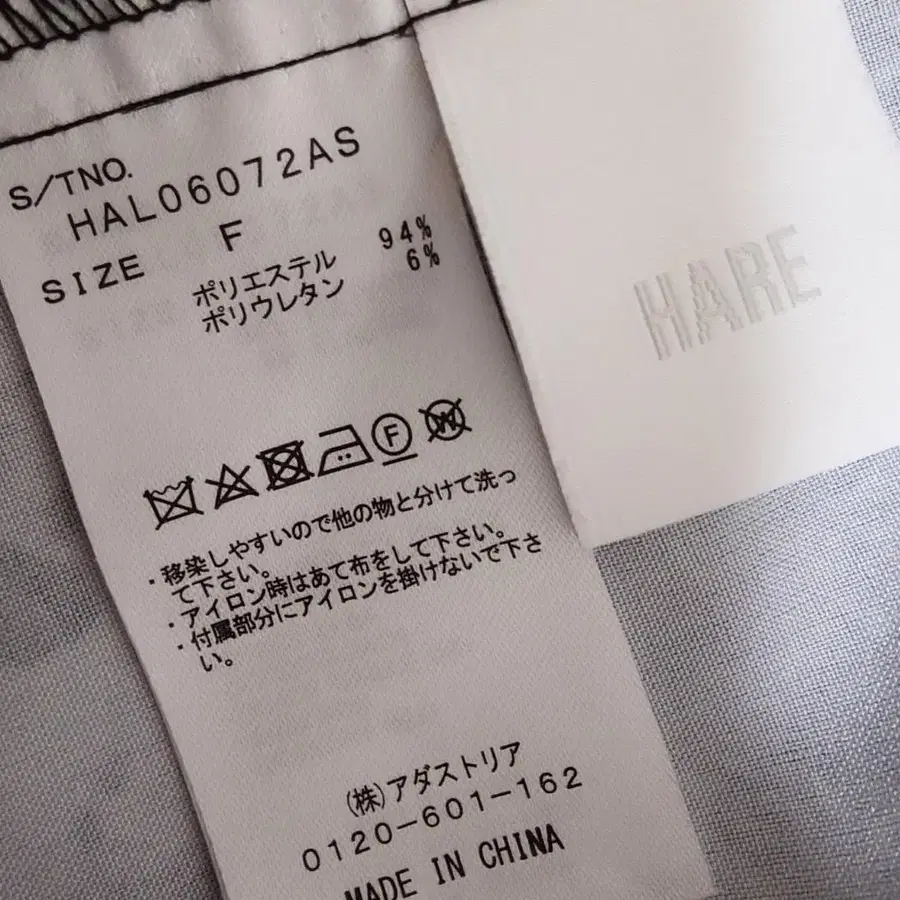 S/TNO.
HAL06072AS
SIZE F
ポリエステル 94%
ポリウレタン 6%
F
W
・移染しやすいので他の物と分けて洗っ
て下さい。
・アイロン時はあて布をして下さい。
・付属部分にアイロンを掛けないで下さ
い。
(株)アダストリア
0120-601-162
MADE IN CHINA
HARE